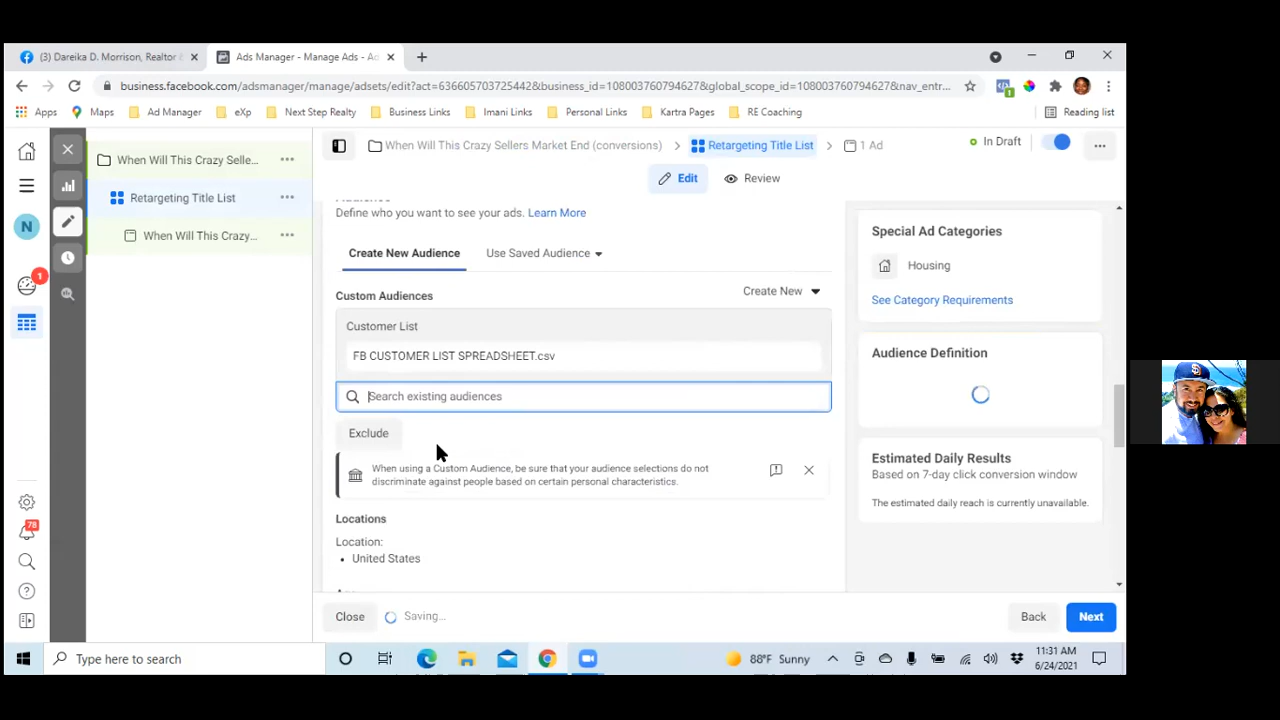 (3) Dareika D. Morrison, Realtor
Ads Manager - Manage Ads - Ac
business.facebook.com/adsmanager/manage/adsets/edit?act=636605703725442&business_id=1080037607946​27&global_scope_id=108003760794627&nav_entr...
Apps
Maps
Ad Manager
eXp
Next Step Realty
Business Links
Imani Links
Personal Links
Kartra Pages
RE Coaching
Reading list
When Will This Crazy Selle... ...
Retargeting Title List ...
When Will This Crazy... ...
N
1
78
When Will This Crazy Sellers Market End (conversions) > Retargeting Title List > 1 Ad
In Draft
Edit
Review
Define who you want to see your ads. Learn More
Create New Audience
Use Saved Audience
Custom Audiences
Create New
Customer List
FB CUSTOMER LIST SPREADSHEET.csv
Search existing audiences
Exclude
When using a Custom Audience, be sure that your audience selections do not
discriminate against people based on certain personal characteristics.
Locations
Location:
• United States
Close
Saving...
Back
Next
Special Ad Categories
Housing
See Category Requirements
Audience Definition
Estimated Daily Results
Based on 7-day click conversion window
The estimated daily reach is currently unavailable.
Type here to search
88°F Sunny
11:31 AM
6/24/2021